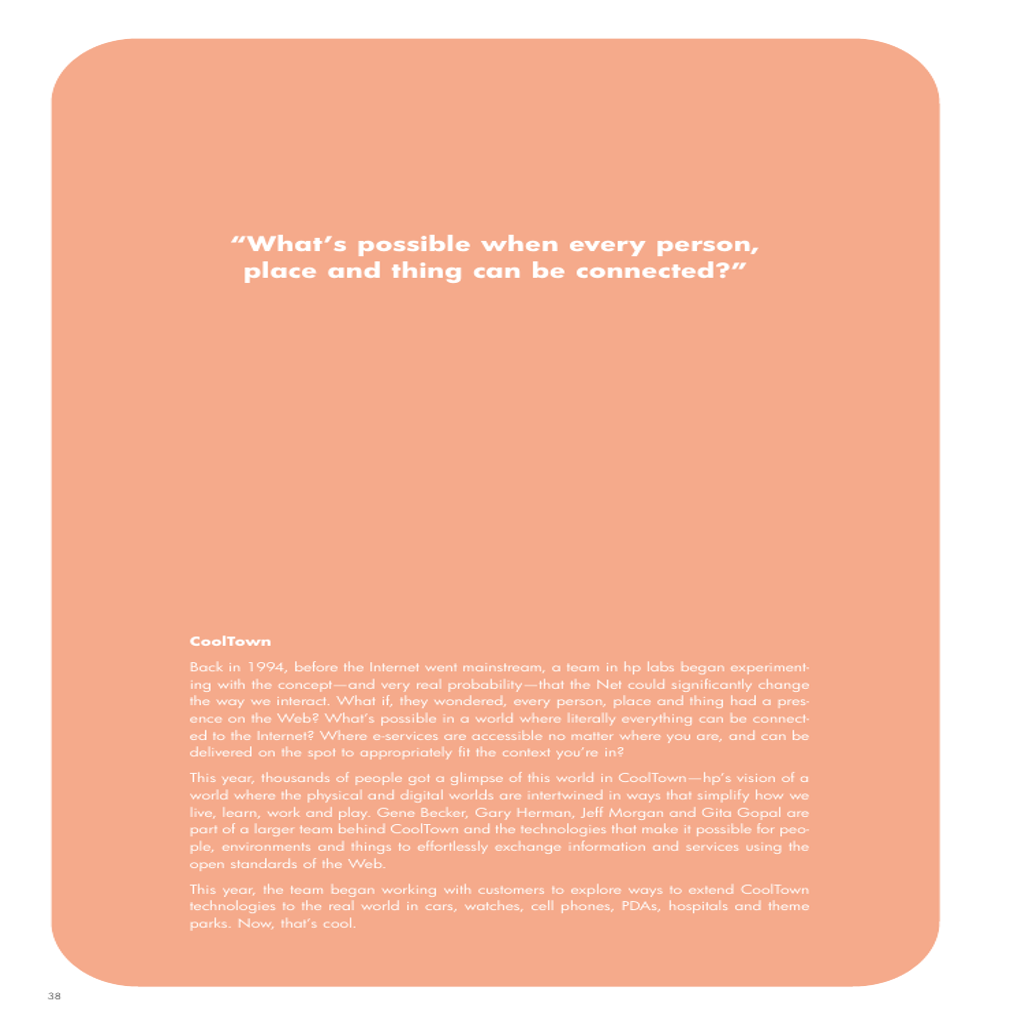 “What’s possible when every person,
place and thing can be connected?”
CoolTown
Back in 1994, before the Internet went mainstream, a team in hp labs began experiment-
ing with the concept—and very real probability—that the Net could significantly change
the way we interact. What if, they wondered, every person, place and thing had a pres-
ence on the Web? What’s possible in a world where literally everything can be connect-
ed to the Internet? Where e-services are accessible no matter where you are, and can be
delivered on the spot to appropriately fit the context you’re in?
This year, thousands of people got a glimpse of this world in CoolTown—hp’s vision of a
world where the physical and digital worlds are intertwined in ways that simplify how we
live, learn, work and play. Gene Becker, Gary Herman, Jeff Morgan and Gita Gopal are
part of a larger team behind CoolTown and the technologies that make it possible for peo-
ple, environments and things to effortlessly exchange information and services using the
open standards of the Web.
This year, the team began working with customers to explore ways to extend CoolTown
technologies to the real world in cars, watches, cell phones, PDAs, hospitals and theme
parks. Now, that’s cool.
38